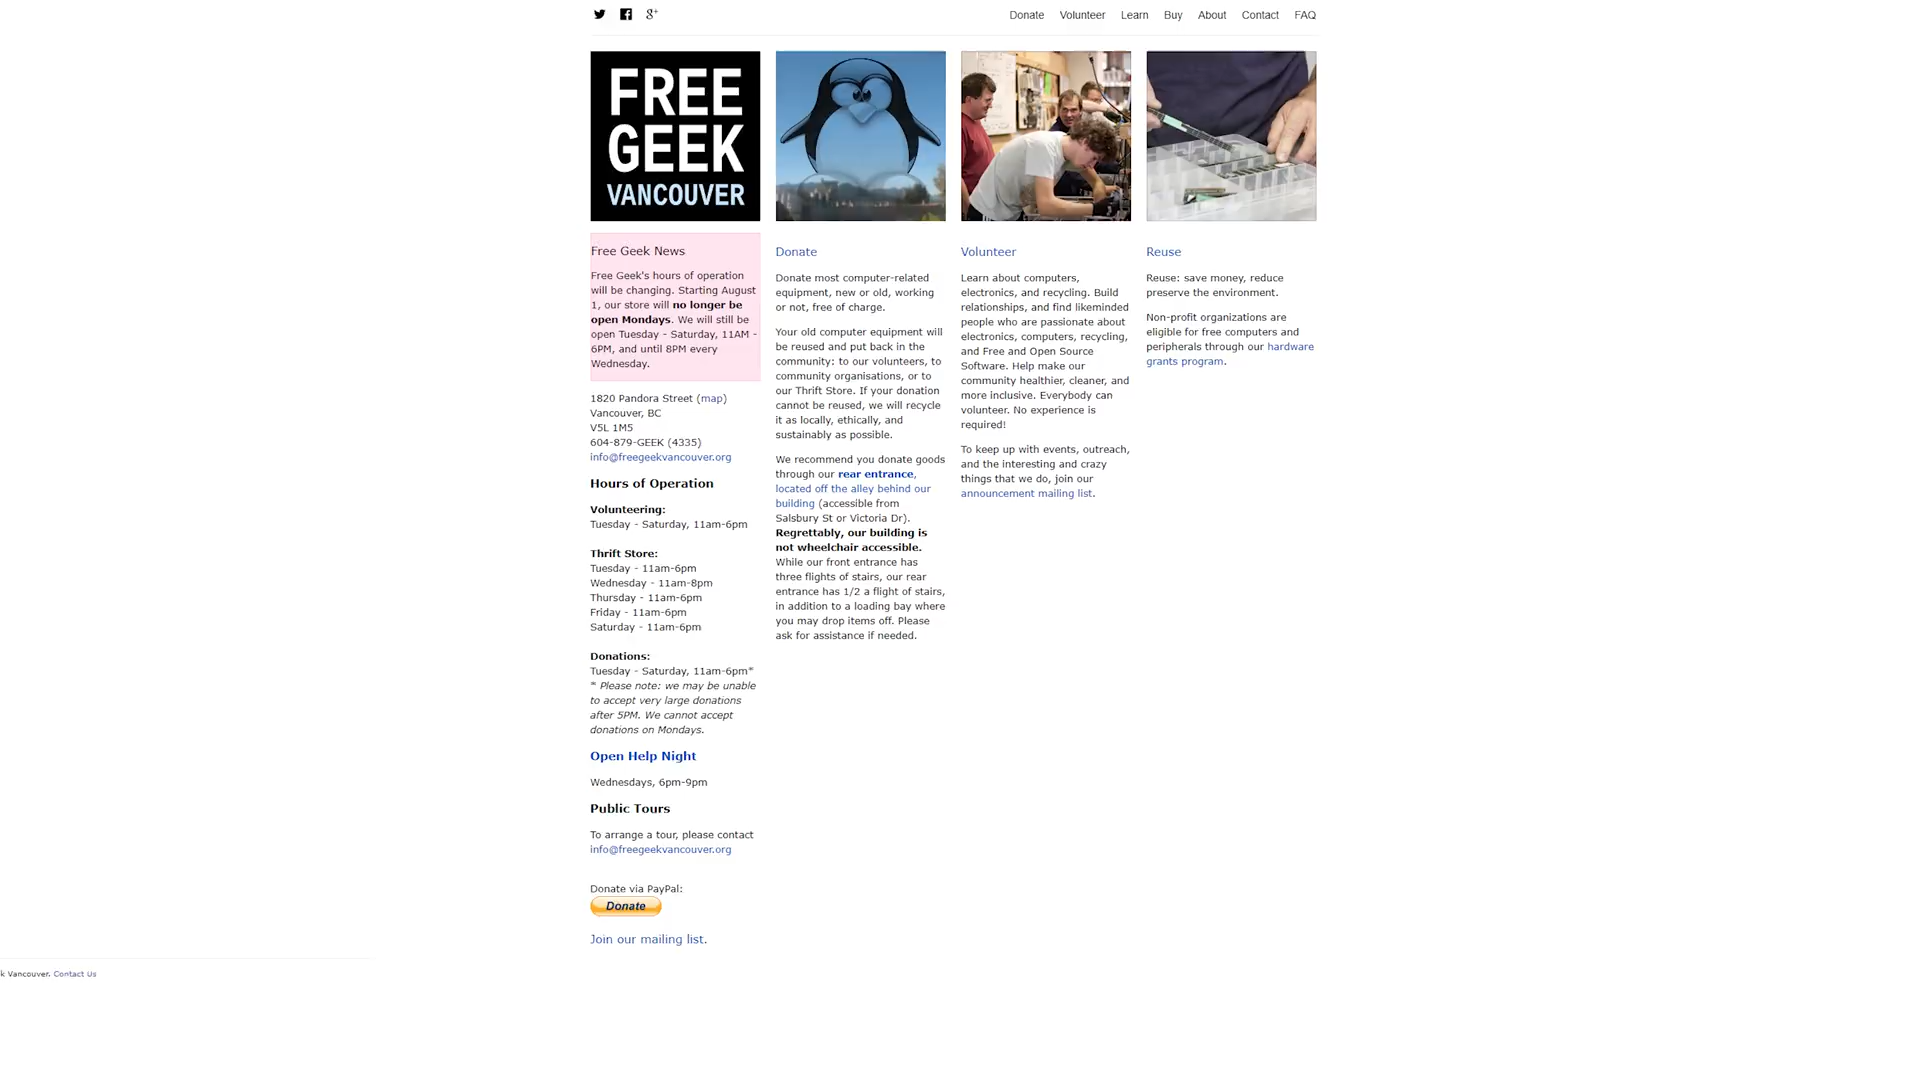 Donate Volunteer Learn Buy About Contact FAQ
FREE
GEEK
VANCOUVER
Free Geek News
Free Geek's hours of operation
will be changing. Starting August
1, our store will no longer be
open Mondays. We will still be
open Tuesday - Saturday, 11AM -
6PM, and until 8PM every
Wednesday.
1820 Pandora Street (map)
Vancouver, BC
V5L 1M5
604-879-GEEK (4335)
info@freegeekvancouver.org
Hours of Operation
Volunteering:
Tuesday - Saturday, 11am-6pm
Thrift Store:
Tuesday - 11am-6pm
Wednesday - 11am-8pm
Thursday - 11am-6pm
Friday - 11am-6pm
Saturday - 11am-6pm
Donations:
Tuesday - Saturday, 11am-6pm*
* Please note: we may be unable
to accept very large donations
after 5PM. We cannot accept
donations on Mondays.
Open Help Night
Wednesdays, 6pm-9pm
Public Tours
To arrange a tour, please contact
info@freegeekvancouver.org
Donate via PayPal:
Donate
Join our mailing list.
Donate
Donate most computer-related
equipment, new or old, working
or not, free of charge.
Your old computer equipment will
be reused and put back in the
community: to our volunteers, to
community organisations, or to
our Thrift Store. If your donation
cannot be reused, we will recycle
it as locally, ethically, and
sustainably as possible.
We recommend you donate goods
through our rear entrance,
located off the alley behind our
building (accessible from
Salsbury St or Victoria Dr).
Regrettably, our building is
not wheelchair accessible.
While our front entrance has
three flights of stairs, our rear
entrance has 1/2 a flight of stairs,
in addition to a loading bay where
you may drop items off. Please
ask for assistance if needed.
Volunteer
Learn about computers,
electronics, and recycling. Build
relationships, and find likeminded
people who are passionate about
electronics, computers, recycling,
and Free and Open Source
Software. Help make our
community healthier, cleaner, and
more inclusive. Everybody can
volunteer. No experience is
required!
To keep up with events, outreach,
and the interesting and crazy
things that we do, join our
announcement mailing list.
Reuse
Reuse: save money, reduce
preserve the environment.
Non-profit organizations are
eligible for free computers and
peripherals through our hardware
grants program.
k Vancouver. Contact Us